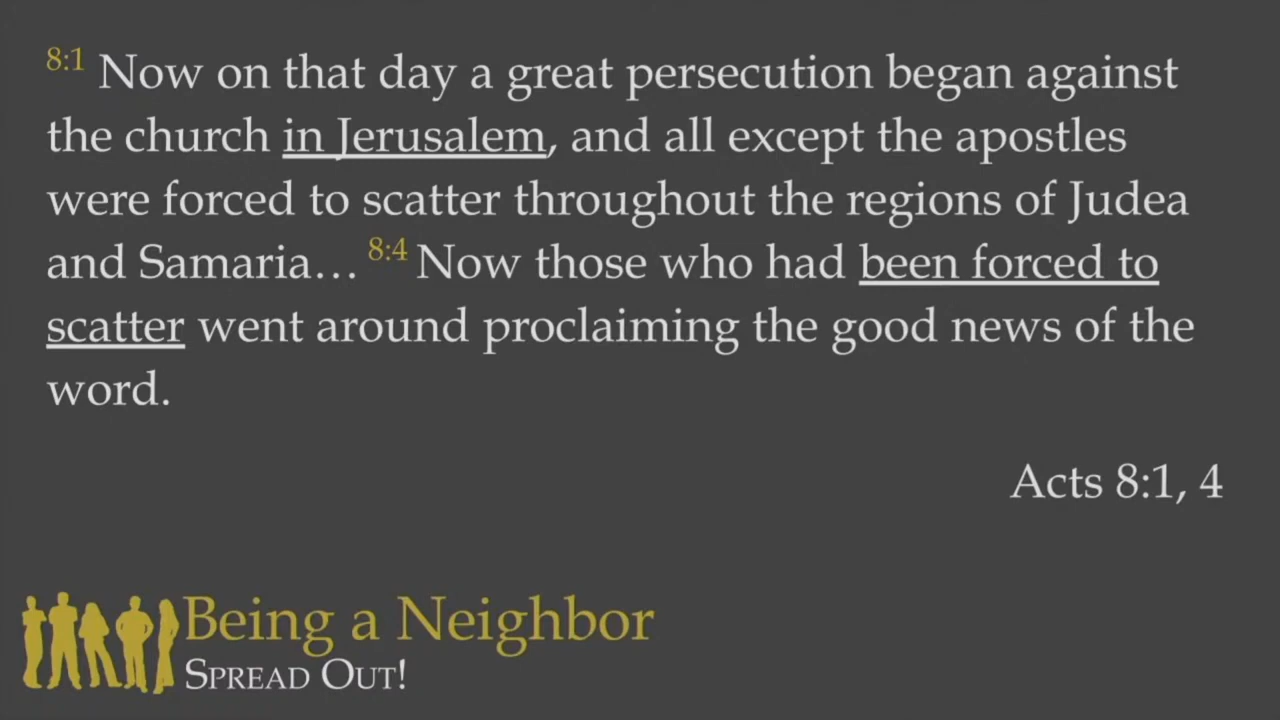 8:1 Now on that day a great persecution began against
the church in Jerusalem, and all except the apostles
were forced to scatter throughout the regions of Judea
and Samaria… 8:4 Now those who had been forced to
scatter went around proclaiming the good news of the
word.
Acts 8:1, 4
Being a Neighbor
SPREAD OUT!